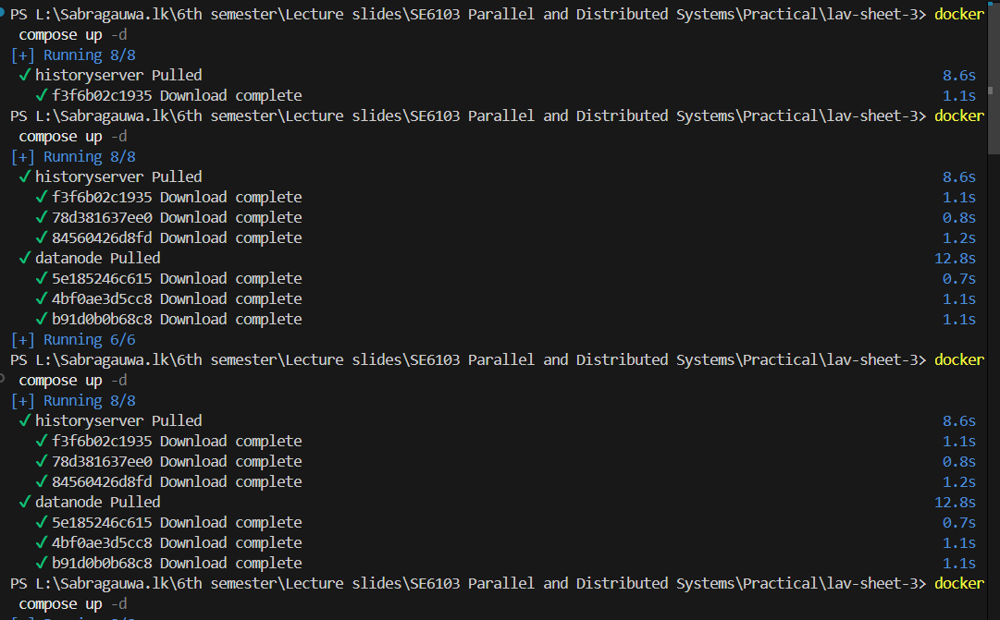 PS L:\Sabragauwa.lk\6th semester\Lecture slides\SE6103 Parallel and Distributed Systems\Practical\lav-sheet-3> docker
compose up -d
[+] Running 8/8
✓ historyserver Pulled 8.6s
✓ f3f6b02c1935 Download complete 1.1s
PS L:\Sabragauwa.lk\6th semester\Lecture slides\SE6103 Parallel and Distributed Systems\Practical\lav-sheet-3> docker
compose up -d
[+] Running 8/8
✓ historyserver Pulled 8.6s
✓ f3f6b02c1935 Download complete 1.1s
✓ 78d381637ee0 Download complete 0.8s
✓ 84560426d8fd Download complete 1.2s
✓ datanode Pulled 12.8s
✓ 5e185246c615 Download complete 0.7s
✓ 4bf0ae3d5cc8 Download complete 1.1s
✓ b91d0b0b68c8 Download complete 1.1s
[+] Running 6/6
PS L:\Sabragauwa.lk\6th semester\Lecture slides\SE6103 Parallel and Distributed Systems\Practical\lav-sheet-3> docker
compose up -d
[+] Running 8/8
✓ historyserver Pulled 8.6s
✓ f3f6b02c1935 Download complete 1.1s
✓ 78d381637ee0 Download complete 0.8s
✓ 84560426d8fd Download complete 1.2s
✓ datanode Pulled 12.8s
✓ 5e185246c615 Download complete 0.7s
✓ 4bf0ae3d5cc8 Download complete 1.1s
✓ b91d0b0b68c8 Download complete 1.1s
PS L:\Sabragauwa.lk\6th semester\Lecture slides\SE6103 Parallel and Distributed Systems\Practical\lav-sheet-3> docker
compose up -d